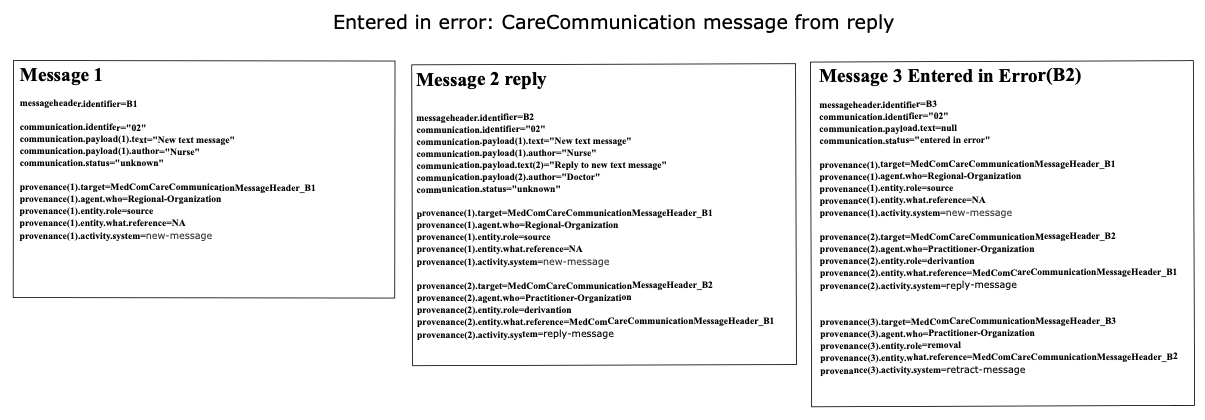 Entered in error: CareCommunication message from reply
Message 1
messageheader.identifier=B1
communication.identifer="02"
communication.payload(1).text="New text message"
communication.payload(1).author="Nurse"
communication.status="unknown"
provenance(1).target=MedComCareCommunicationMessageHeader_B1
provenance(1).agent.who=Regional-Organization
provenance(1).entity.role=source
provenance(1).entity.what.reference=NA
provenance(1).activity.system=new-message
Message 2 reply
messageheader.identifier=B2
communication.identifier="02"
communication.payload(1).text="New text message"
communication.payload(1).author="Nurse"
communication.payload.text(2)="Reply to new text message"
communication.payload(2).author="Doctor"
communication.status="unknown"
provenance(1).target=MedComCareCommunicationMessageHeader_B1
provenance(1).agent.who=Regional-Organization
provenance(1).entity.role=source
provenance(1).entity.what.reference=NA
provenance(1).activity.system=new-message
provenance(2).target=MedComCareCommunicationMessageHeader_B2
provenance(2).agent.who=Practitioner-Organization
provenance(2).entity.role=derivantion
provenance(2).entity.what.reference=MedComCareCommunicationMessageHeader_B1
provenance(2).activity.system=reply-message
Message 3 Entered in Error(B2)
messageheader.identifier=B3
communication.identifier="02"
communication.payload.text=null
communication.status="entered in error"
provenance(1).target=MedComCareCommunicationMessageHeader_B1
provenance(1).agent.who=Regional-Organization
provenance(1).entity.role=source
provenance(1).entity.what.reference=NA
provenance(1).activity.system=new-message
provenance(2).target=MedComCareCommunicationMessageHeader_B2
provenance(2).agent.who=Practitioner-Organization
provenance(2).entity.role=derivantion
provenance(2).entity.what.reference=MedComCareCommunicationMessageHeader_B1
provenance(2).activity.system=reply-message
provenance(3).target=MedComCareCommunicationMessageHeader_B3
provenance(3).agent.who=Practitioner-Organization
provenance(3).entity.role=removal
provenance(3).entity.what.reference=MedComCareCommunicationMessageHeader_B2
provenance(3).activity.system=retract-message